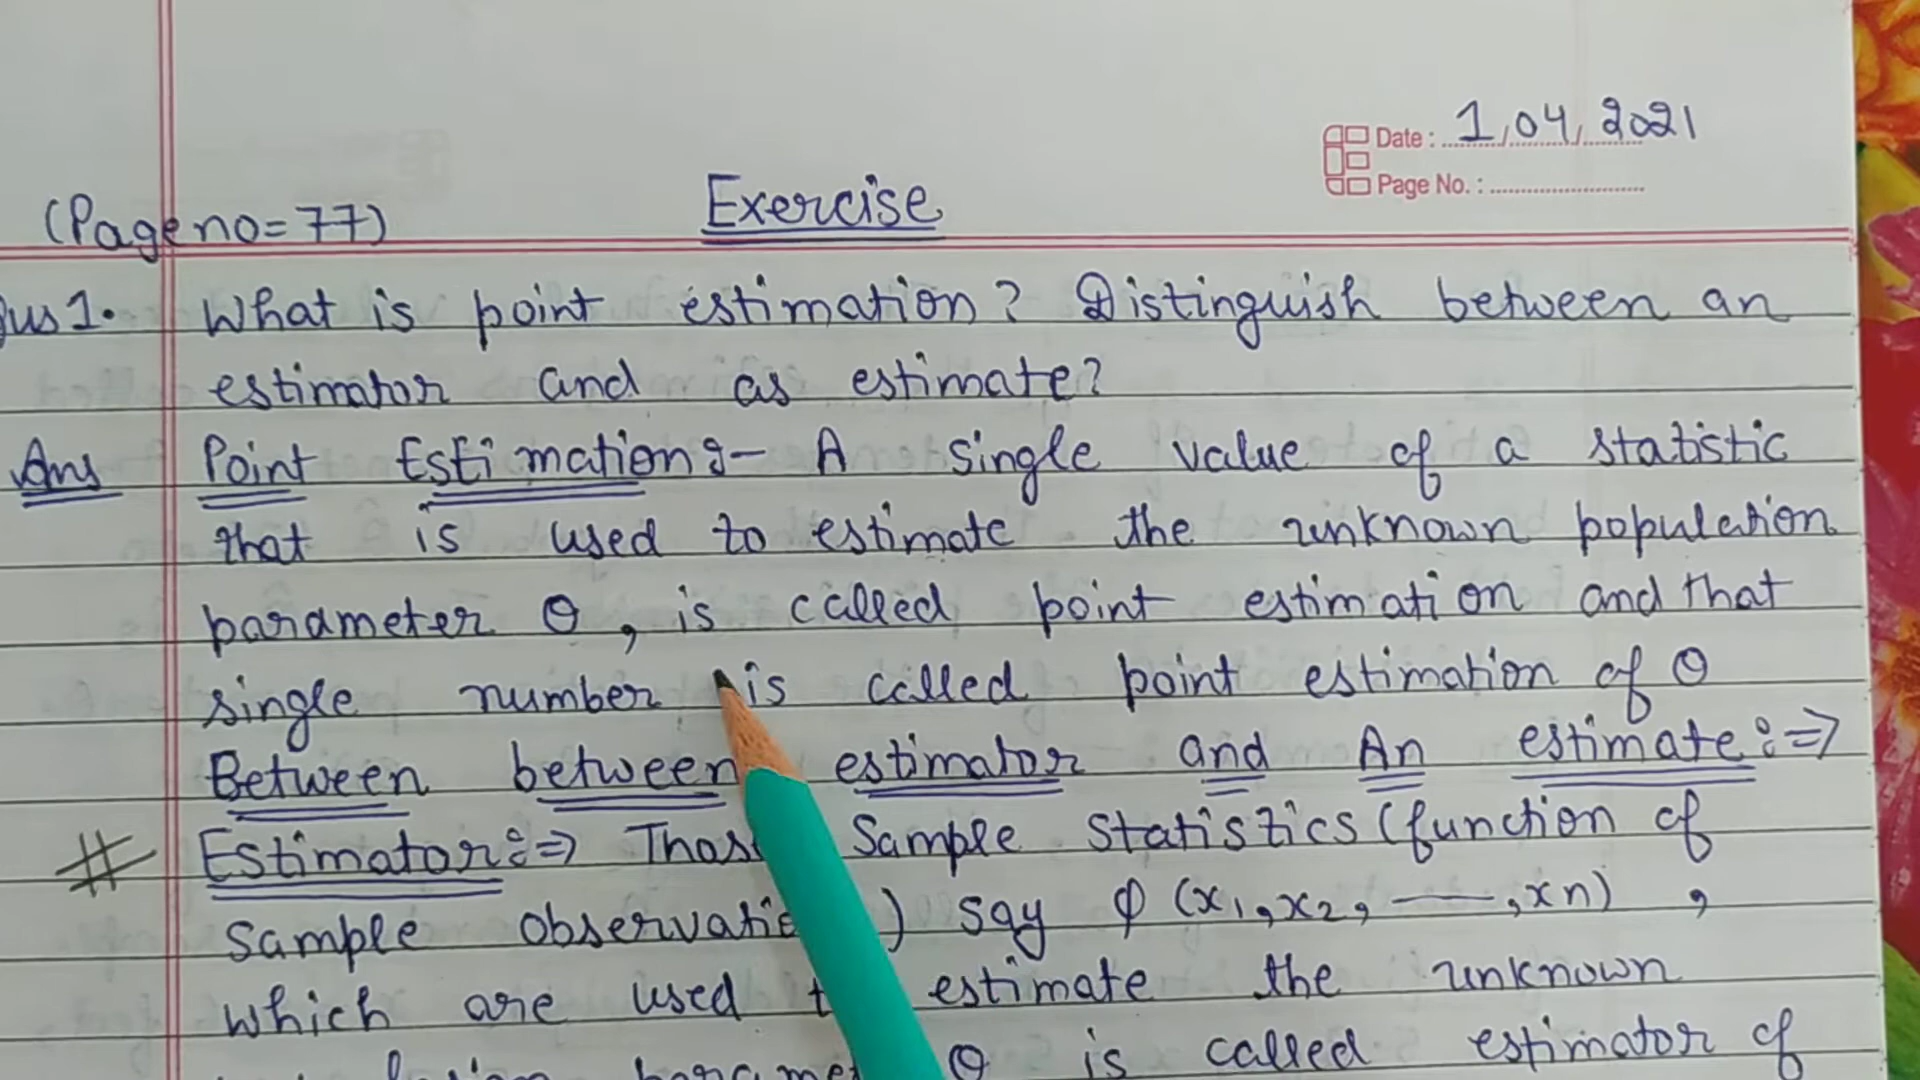 Date : 1/04/2021
Page No. :
(Page no=77) Exercise
Qus 1. What is point estimation? Distinguish between an
estimator and as estimate?
Ans Point Estimation:- A single value of a statistic
that is used to estimate the unknown population
parameter θ, is called point estimation and that
single number is called point estimation of θ
Between between estimator and An estimate:⇒
# Estimator:⇒ Sample Statistics (function of
Sample ) say φ (x1, x2, ——, xn) ,
which are used estimate the unknown
θ is called estimator of